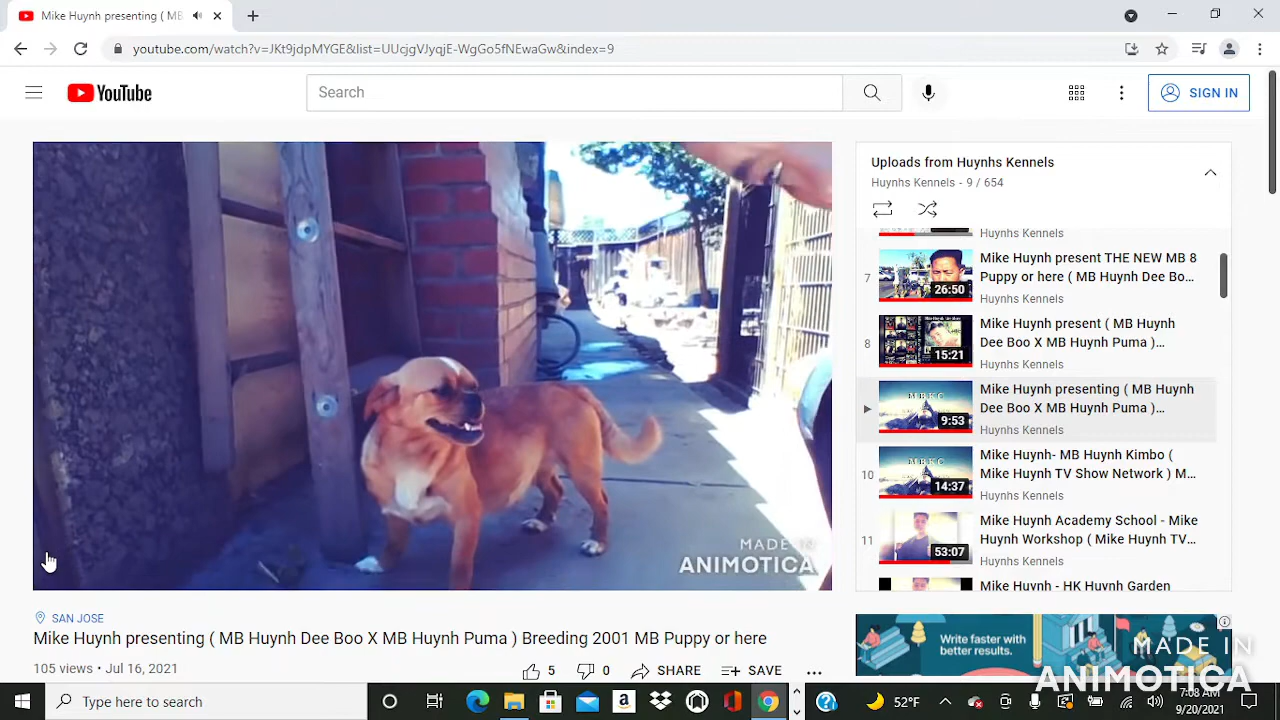 Mike Huynh presenting ( MB
youtube.com/watch?v=JKt9jdpMYGE&list=UUcjgVJyqjE-WgGo5fNEwaGw&index=9
YouTube
Search
SIGN IN
Uploads from Huynhs Kennels
Huynhs Kennels - 9 / 654
Huynhs Kennels
7
26:50
Mike Huynh present THE NEW MB 8
Puppy or here ( MB Huynh Dee Bo...
Huynhs Kennels
8
15:21
Mike Huynh present ( MB Huynh
Dee Boo X MB Huynh Puma )...
Huynhs Kennels
M B K C
9:53
Mike Huynh presenting ( MB Huynh
Dee Boo X MB Huynh Puma )...
Huynhs Kennels
10
M B K C
14:37
Mike Huynh- MB Huynh Kimbo (
Mike Huynh TV Show Network ) M...
Huynhs Kennels
11
53:07
Mike Huynh Academy School - Mike
Huynh Workshop ( Mike Huynh TV...
Huynhs Kennels
Mike Huynh - HK Huynh Garden
MADE IN
ANIMOTICA
SAN JOSE
Mike Huynh presenting ( MB Huynh Dee Boo X MB Huynh Puma ) Breeding 2001 MB Puppy or here
105 views • Jul 16, 2021
5
0
SHARE
SAVE
Write faster with
better results.
MADE IN
ANIMOTICA
Type here to search
52°F
7:08 AM
9/20/2021